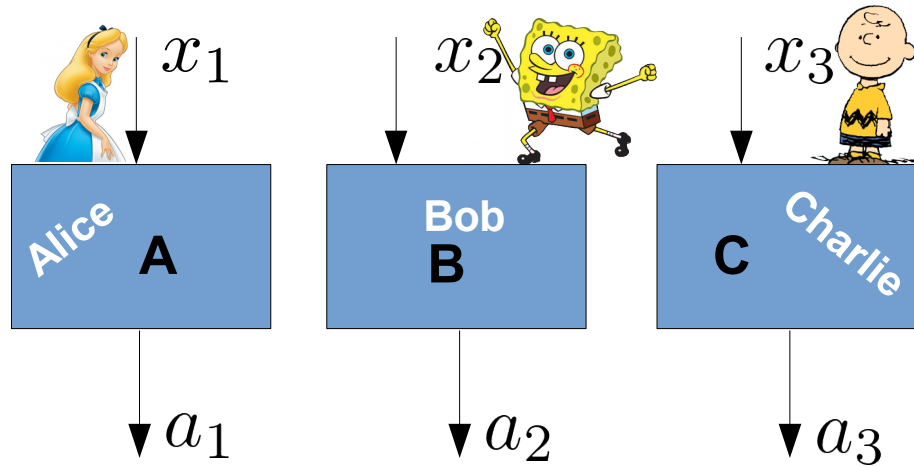 x₁ x₂ x₃
Alice Bob Charlie
A B C
a₁ a₂ a₃